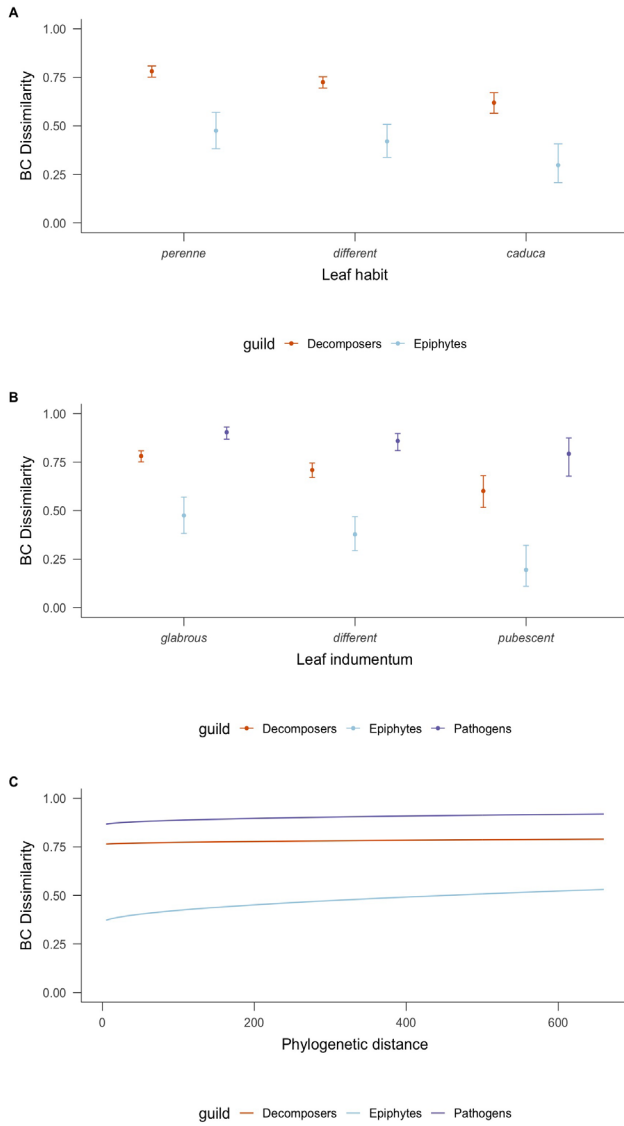 A
BC Dissimilarity
1.00
0.75
0.50
0.25
0.00
perenne different caduca
Leaf habit
guild Decomposers Epiphytes
B
BC Dissimilarity
1.00
0.75
0.50
0.25
0.00
glabrous different pubescent
Leaf indumentum
guild Decomposers Epiphytes Pathogens
C
BC Dissimilarity
1.00
0.75
0.50
0.25
0.00
0 200 400 600
Phylogenetic distance
guild Decomposers Epiphytes Pathogens